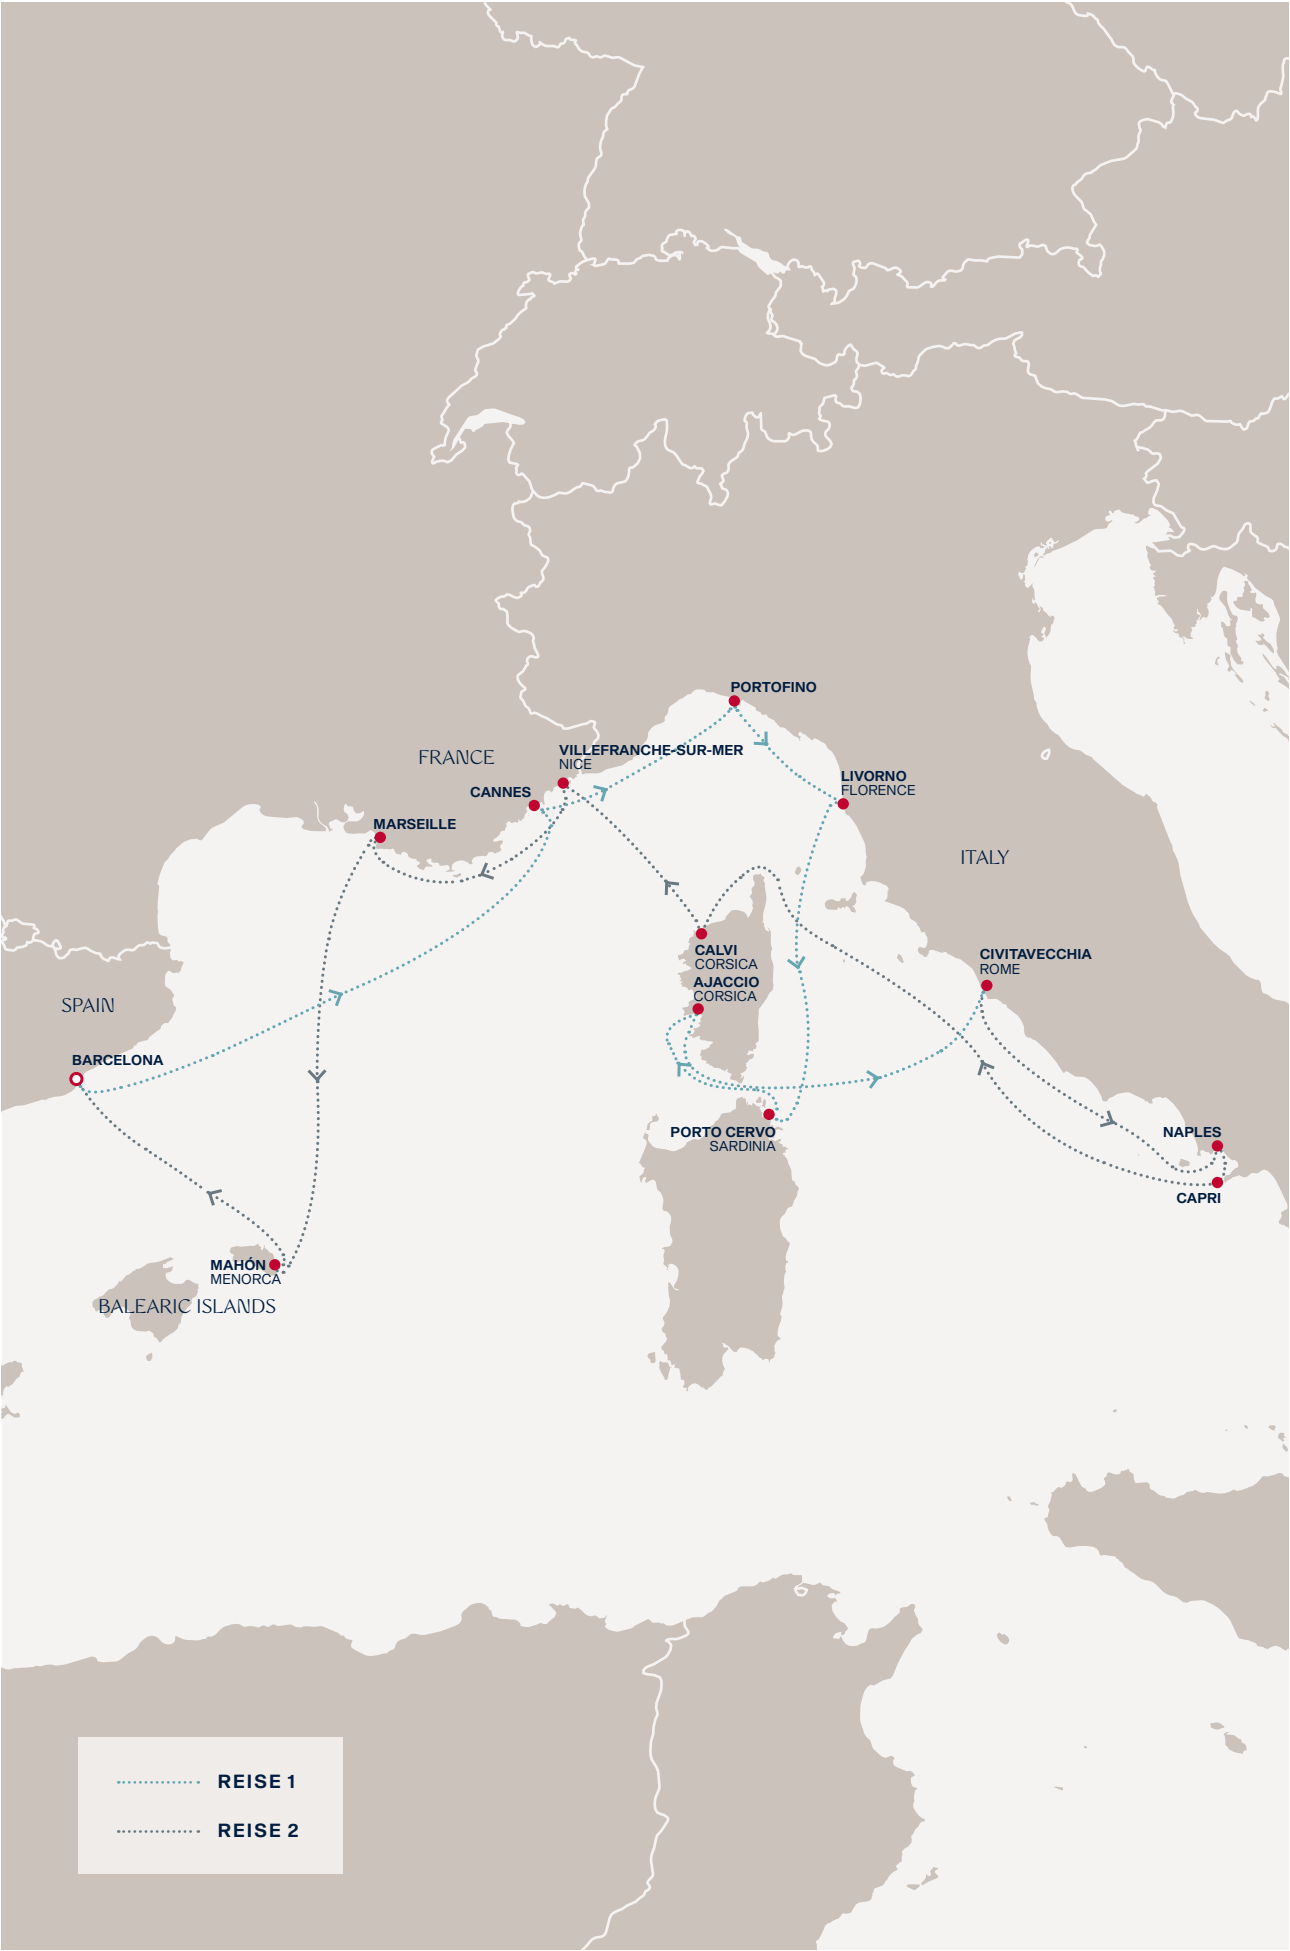 PORTOFINO
VILLEFRANCHE-SUR-MER
NICE
FRANCE
CANNES
LIVORNO
FLORENCE
MARSEILLE
ITALY
CALVI
CORSICA
CIVITAVECCHIA
ROME
AJACCIO
CORSICA
SPAIN
BARCELONA
PORTO CERVO
SARDINIA
NAPLES
CAPRI
MAHÓN
MENORCA
BALEARIC ISLANDS
REISE 1
REISE 2